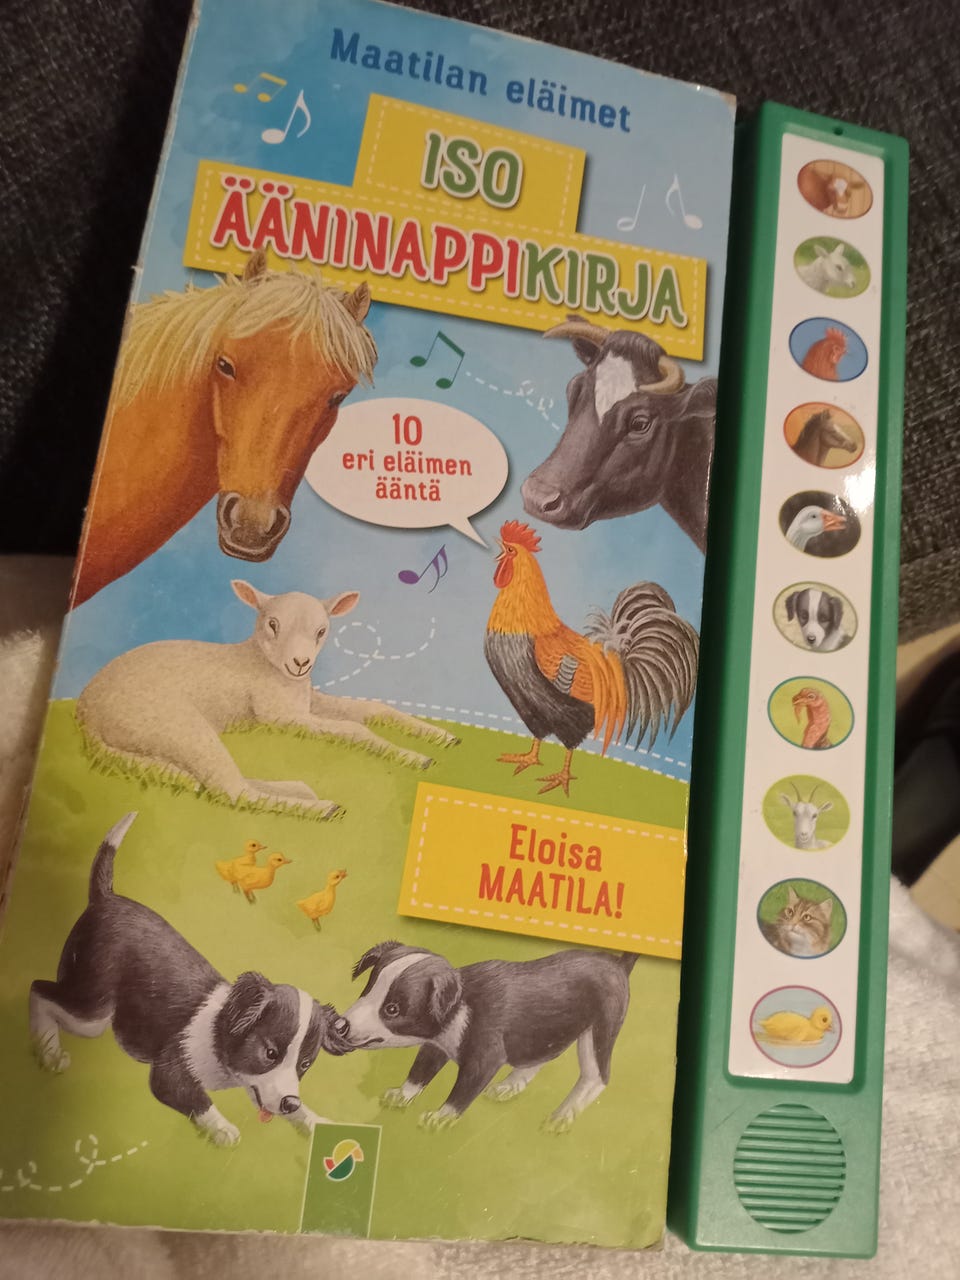 Maatilan eläimet
ISO
ÄÄNINAPPIKIRJA
10
eri eläimen
ääntä
Eloisa
MAATILA!